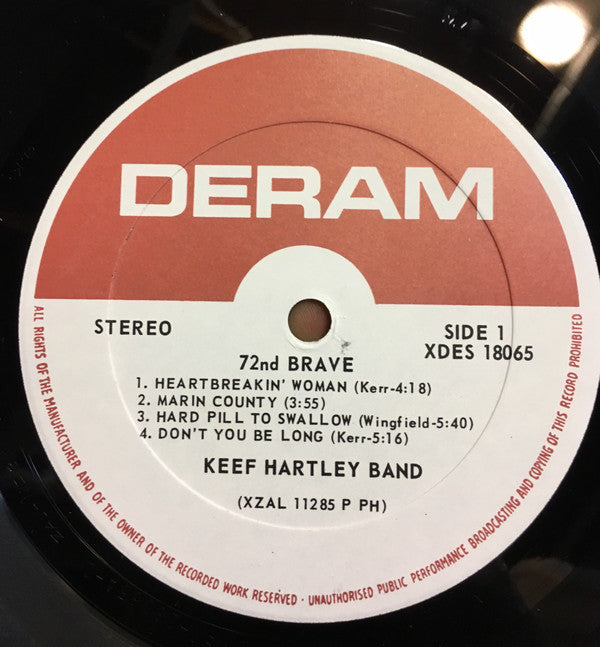 DERAM
STEREO
SIDE 1
XDES 18065
72nd BRAVE
1. HEARTBREAKIN' WOMAN (Kerr-4:18)
2. MARIN COUNTY (3:55)
3. HARD PILL TO SWALLOW (Wingfield-5:40)
4. DON'T YOU BE LONG (Kerr-5:16)
KEEF HARTLEY BAND
(XZAL 11285 P PH)
ALL RIGHTS OF THE MANUFACTURER AND OF THE OWNER OF THE RECORDED WORK RESERVED · UNAUTHORISED PUBLIC PERFORMANCE BROADCASTING AND COPYING OF THIS RECORD PROHIBITED